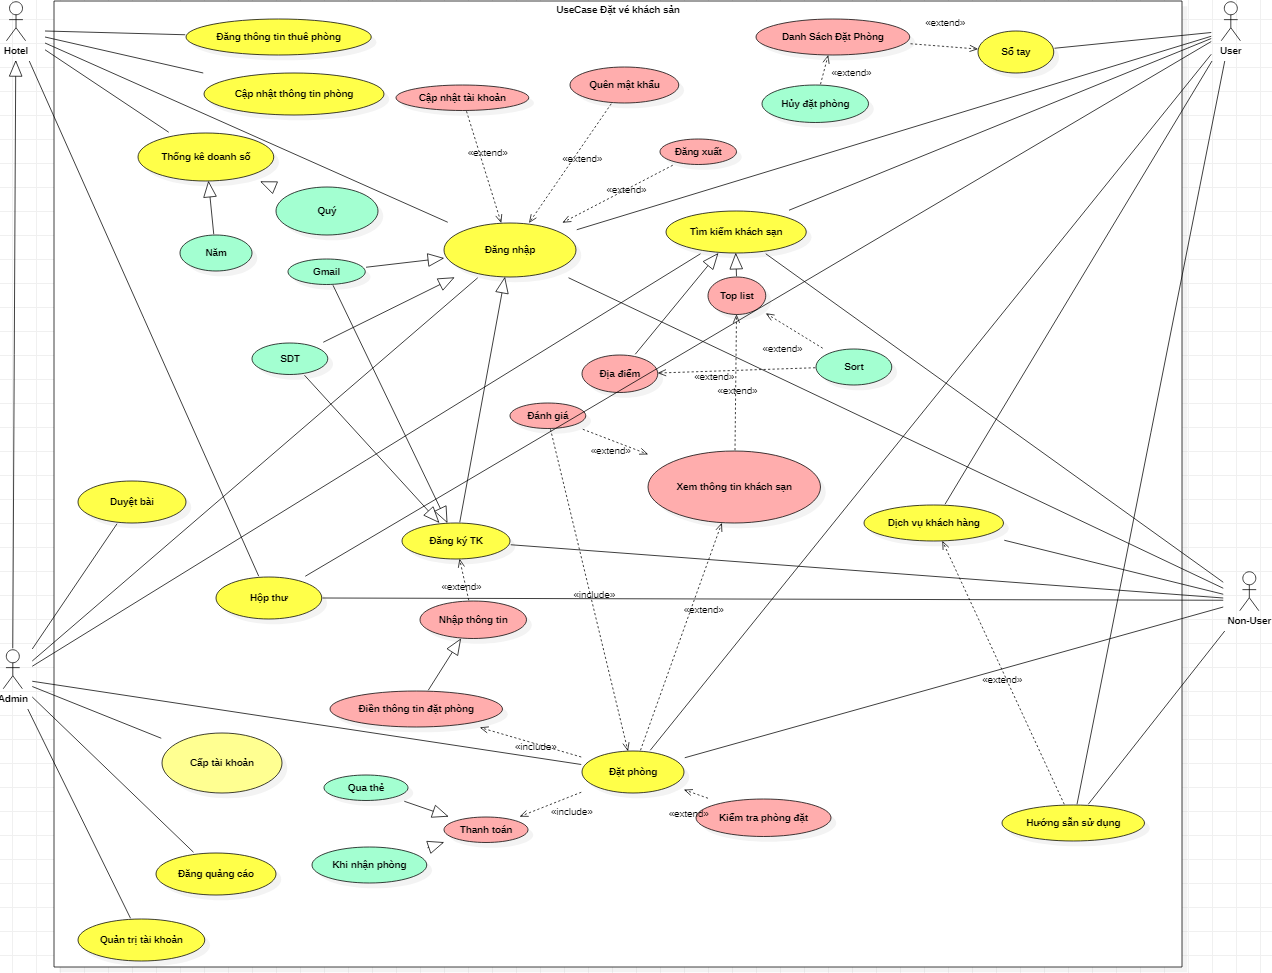 UseCase Đặt vé khách sản
Hotel
User
Đăng thông tin thuê phòng
Danh Sách Đặt Phòng
«extend»
Sổ tay
«extend»
Cập nhật thông tin phòng
Cập nhật tài khoản
Quên mật khẩu
Hủy đặt phòng
Thống kê doanh số
«extend»
«extend»
Đăng xuất
«extend»
Quý
Năm
Đăng nhập
Tìm kiếm khách sạn
Gmail
Top list
SDT
«extend»
Sort
Địa điểm
«extend»
«extend»
Đánh giá
«extend»
Xem thông tin khách sạn
Duyệt bài
Dịch vụ khách hàng
Đăng ký TK
«extend»
«include»
Hộp thư
«extend»
Nhập thông tin
Non-User
«extend»
Admin
Điền thông tin đặt phòng
«include»
Cấp tài khoản
Đặt phòng
Qua thẻ
«include»
«extend»
Kiểm tra phòng đặt
Thanh toán
Hướng sẫn sử dụng
Khi nhận phòng
Đăng quảng cáo
Quản trị tài khoản